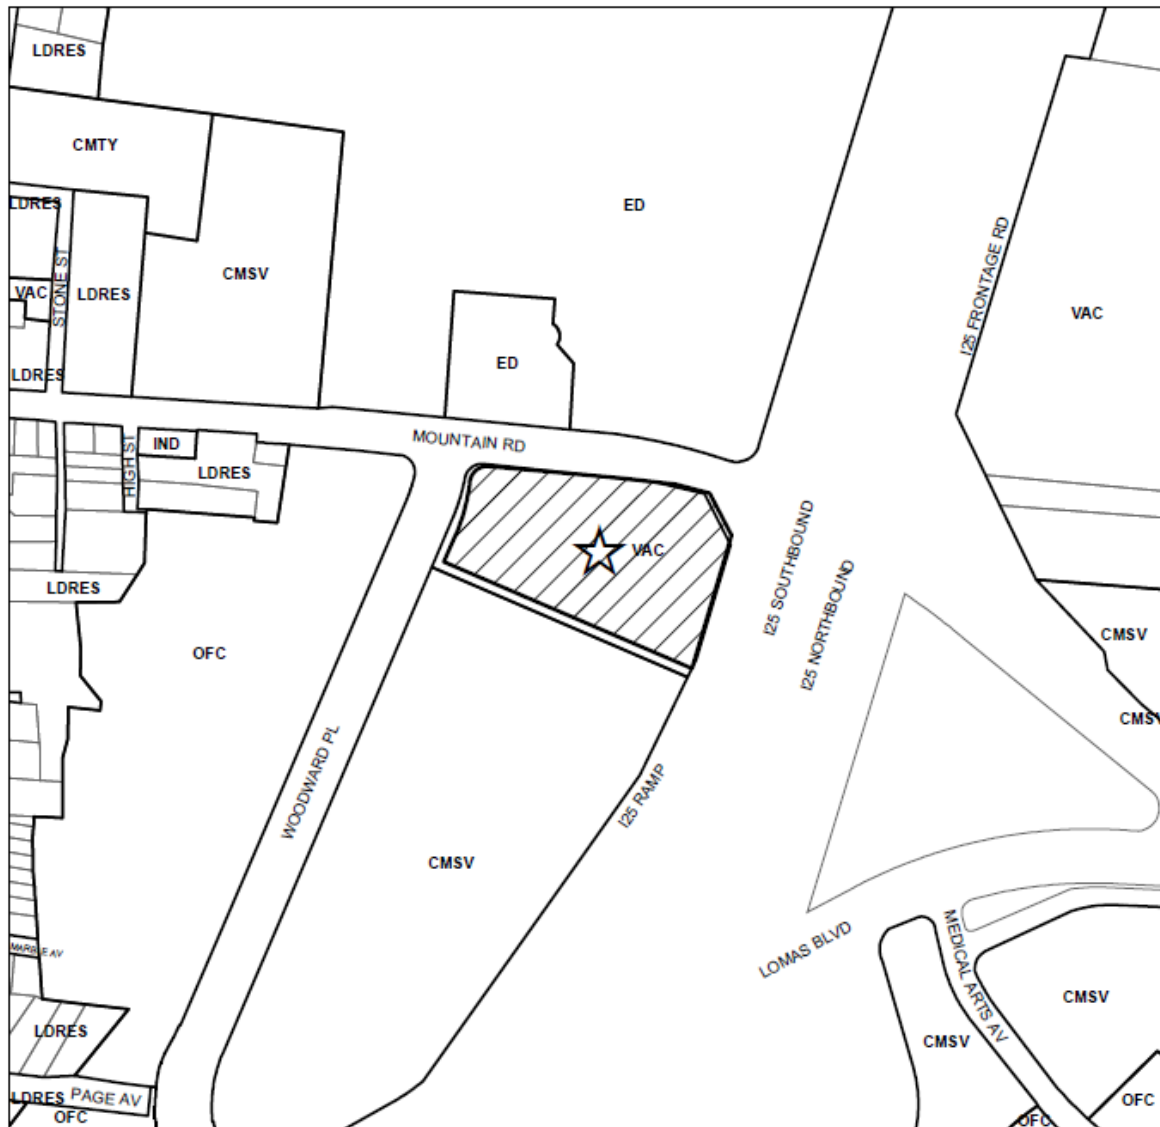 LDRES
CMTY
LDRES
ED
STONE ST
CMSV
I25 FRONTAGE RD
VAC
LDRES
VAC
ED
LDRES
MOUNTAIN RD
HIGH ST
IND
LDRES
VAC
I25 SOUTHBOUND
I25 NORTHBOUND
LDRES
CMSV
OFC
CMSV
WOODWARD PL
I25 RAMP
CMSV
MEDICAL ARTS AV
LOMAS BLVD
MARBLE AV
CMSV
LDRES
CMSV
LDRES
PAGE AV
OFC
OFC
OFC